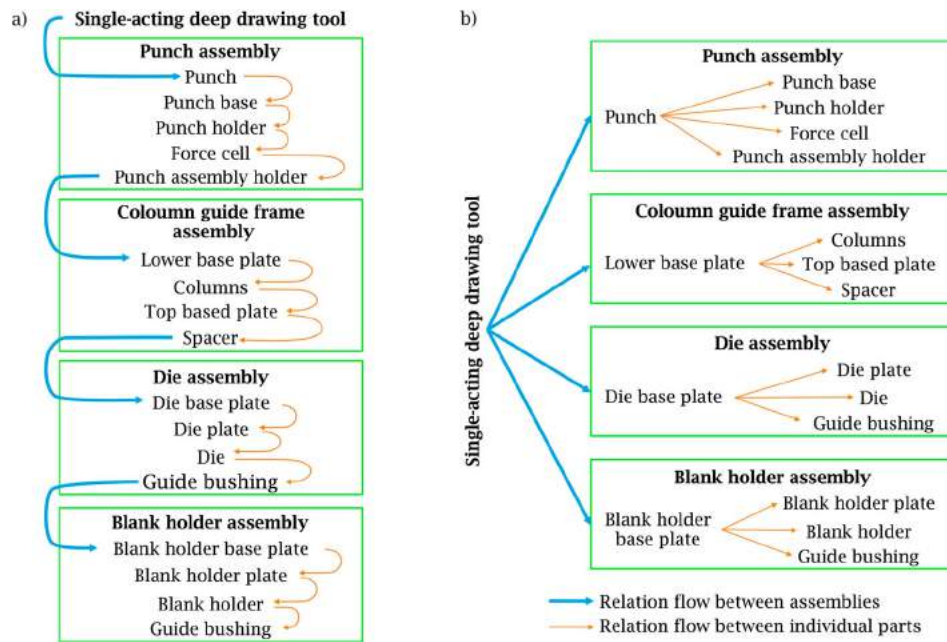 a)
Single-acting deep drawing tool
Punch assembly
Punch
Punch base
Punch holder
Force cell
Punch assembly holder
Coloumn guide frame
assembly
Lower base plate
Columns
Top based plate
Spacer
Die assembly
Die base plate
Die plate
Die
Guide bushing
Blank holder assembly
Blank holder base plate
Blank holder plate
Blank holder
Guide bushing
b)
Single-acting deep drawing tool
Punch assembly
Punch
Punch base
Punch holder
Force cell
Punch assembly holder
Coloumn guide frame assembly
Lower base plate
Columns
Top based plate
Spacer
Die assembly
Die base plate
Die plate
Die
Guide bushing
Blank holder assembly
Blank holder
base plate
Blank holder plate
Blank holder
Guide bushing
Relation flow between assemblies
Relation flow between individual parts